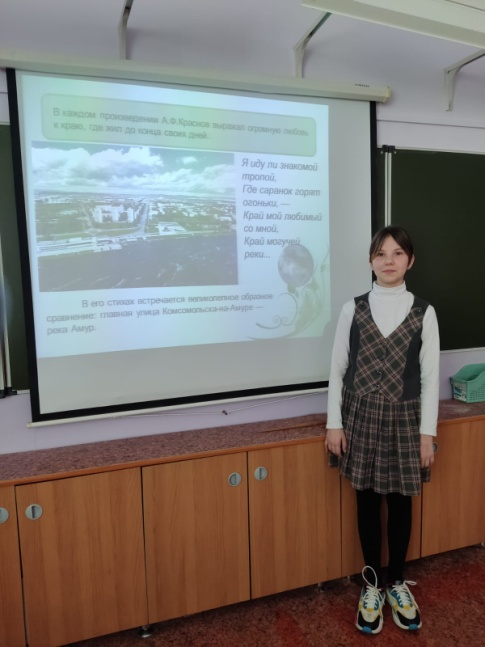 В каждом произведении А.Ф.Краснов выражал огромную любовь
к краю, где жил до конца своих дней.
Я иду ли знакомой
тропой,
Где саранок горят
огоньки, —
Край мой любимый
со мной,
Край могучей
реки...
В его стихах встречается великолепное образное
сравнение: главная улица Комсомольска-на-Амуре —
река Амур.